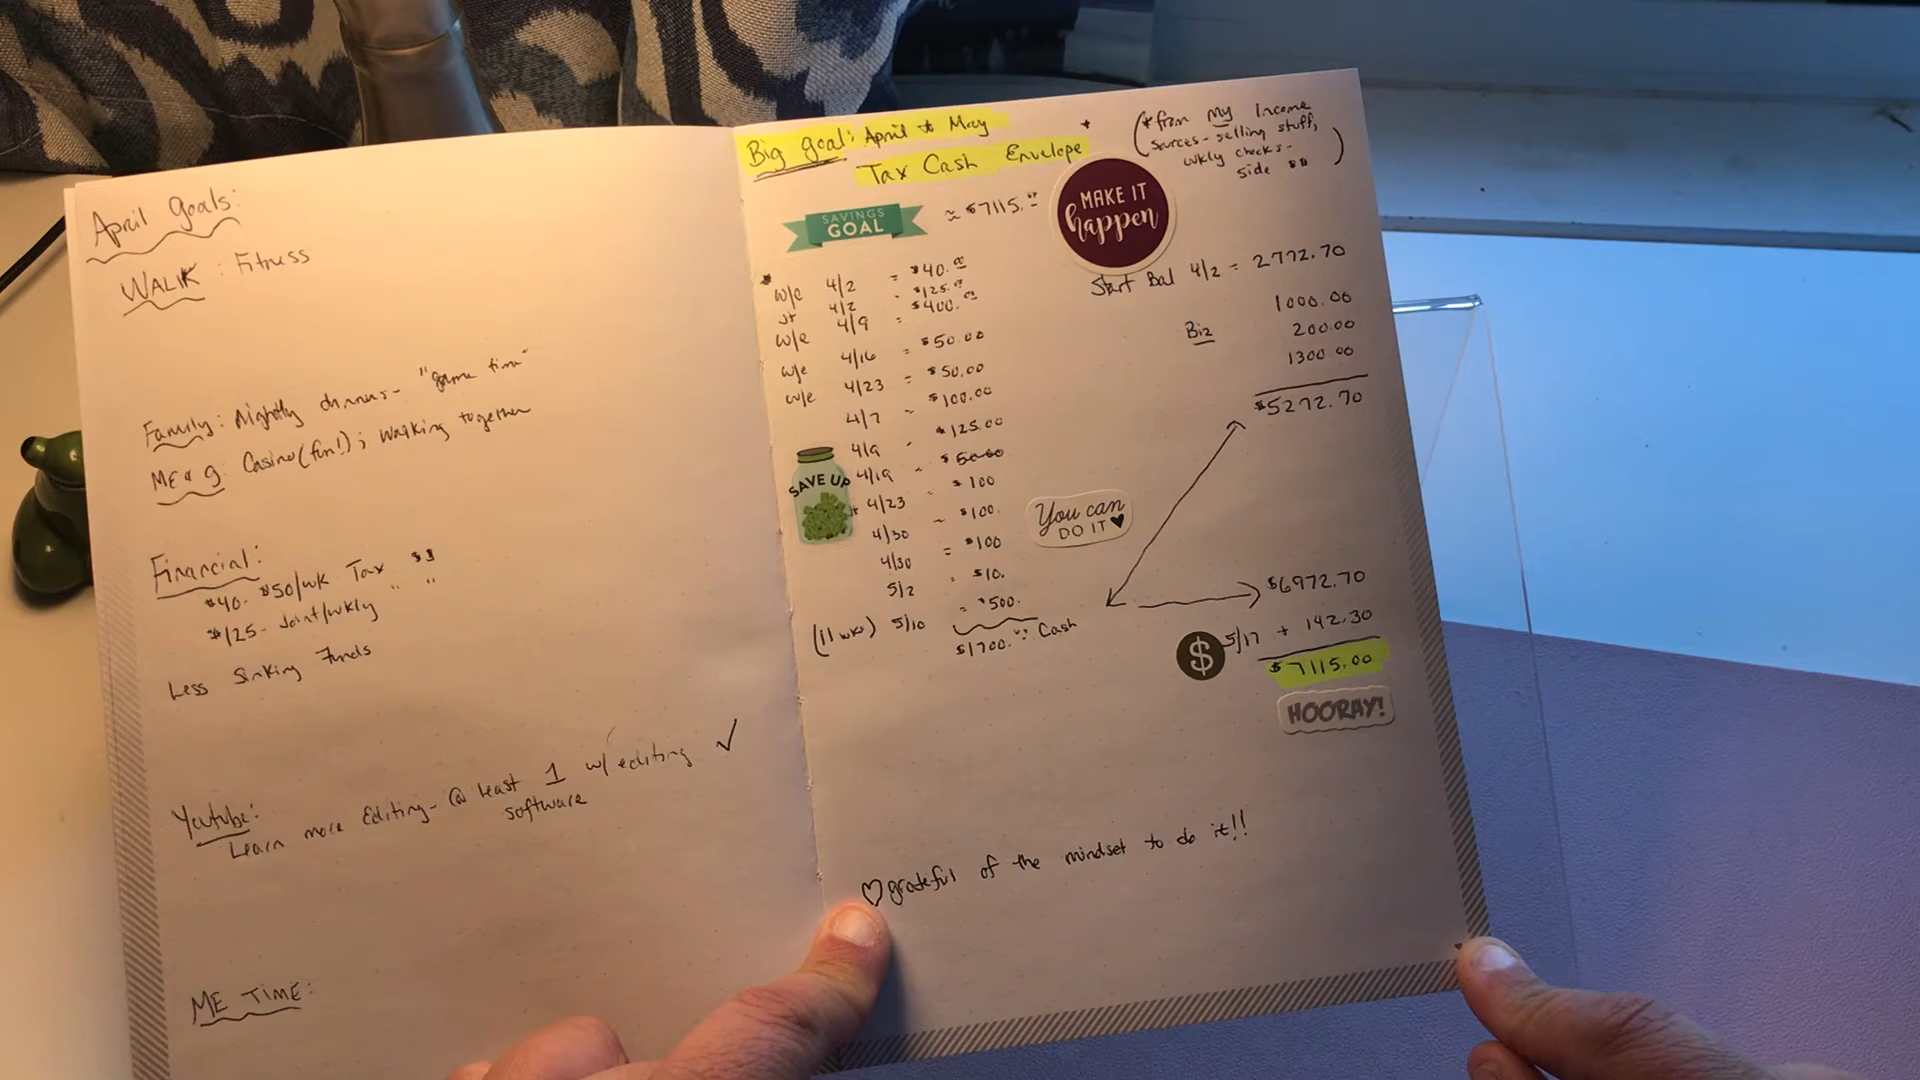 April Goals:
WALK : Fitness
Family: Nightly dinners- "game time"
ME & g: Casino (fun!) ; walking together
Financial:
$40- $50/wk Tax $$
$125- Joint/wkly " "
Less Sinking Funds
Youtube:
Learn more Editing- @ least 1 w/ editing ✓
software
ME TIME:
Big goal: April to May
Tax Cash Envelope
(* from my Income
sources- selling stuff,
wkly checks-
side $$)
SAVINGS
GOAL
≈ $7115.00
MAKE IT
happen
* w/e 4/2 = $40.00
Jt 4/2 = $125.00
w/e 4/9 = $400.00
w/e 4/16 = $50.00
w/e 4/23 = $50.00
4/7 = $100.00
4/9 - $125.00
4/19 - $50.00
SAVE UP
Jt 4/23 - $100
4/30 - $100.
4/30 = $100
5/2 = $10.
(11 wks) 5/10 = $500.
$1700.00 Cash
Start Bal 4/2 = 2772.70
1000.00
Biz 200.00
1300.00
$5272.70
You can
DO IT
$6972.70
$ 5/17 + 142.30
$7115.00
HOORAY!
♡ grateful of the mindset to do it!!